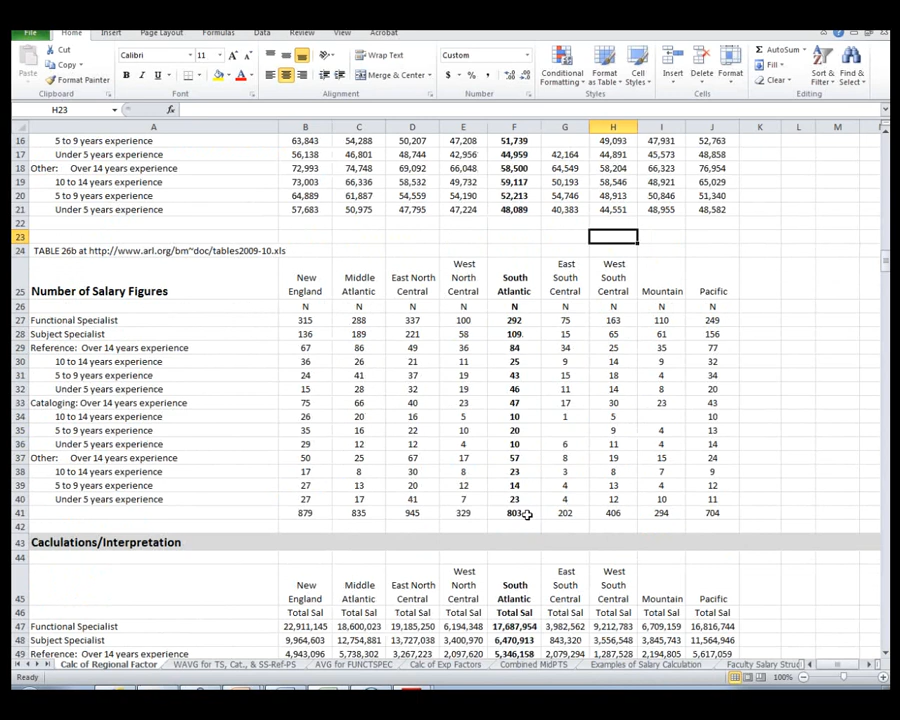 File Home Insert Page Layout Formulas Data Review View Acrobat
Cut
Copy
Format Painter
Paste
Clipboard
Calibri 11
B I U
Font
Wrap Text
Merge & Center
Alignment
Custom
$ % ,
Number
Conditional Formatting Format as Table Cell Styles
Styles
Insert Delete Format
Cells
AutoSum
Fill
Clear
Sort & Filter Find & Select
Editing
H23 fx
A B C D E F G H I J K L M
16 5 to 9 years experience 63,843 54,288 50,207 47,208 51,739 49,093 47,931 52,763
17 Under 5 years experience 56,138 46,801 48,744 42,956 44,959 42,164 44,891 45,573 48,858
18 Other: Over 14 years experience 72,993 74,748 69,092 66,048 58,500 64,549 58,204 66,323 76,954
19 10 to 14 years experience 73,003 66,336 58,532 49,732 59,117 50,193 58,546 48,921 65,029
20 5 to 9 years experience 64,889 61,887 54,559 54,190 52,213 54,746 48,913 50,846 51,340
21 Under 5 years experience 57,683 50,975 47,795 47,224 48,089 40,383 44,551 48,955 48,582
22
23
24 TABLE 26b at http://www.arl.org/bm~doc/tables2009-10.xls
25 Number of Salary Figures New England Middle Atlantic East North Central West North Central South Atlantic East South Central West South Central Mountain Pacific
26 N N N N N N N N N
27 Functional Specialist 315 288 337 100 292 75 163 110 249
28 Subject Specialist 136 189 221 58 109 15 65 61 156
29 Reference: Over 14 years experience 67 86 49 36 84 34 25 35 77
30 10 to 14 years experience 36 26 21 11 25 9 14 9 32
31 5 to 9 years experience 24 41 37 19 43 15 18 4 34
32 Under 5 years experience 15 28 32 19 46 11 14 8 20
33 Cataloging: Over 14 years experience 75 66 40 23 47 17 30 23 43
34 10 to 14 years experience 26 20 16 5 10 1 5 10
35 5 to 9 years experience 35 16 22 10 20 9 4 13
36 Under 5 years experience 29 12 12 4 10 6 11 4 14
37 Other: Over 14 years experience 50 25 67 17 57 8 19 15 24
38 10 to 14 years experience 17 8 30 8 23 3 8 7 9
39 5 to 9 years experience 27 13 20 12 14 4 13 4 12
40 Under 5 years experience 27 17 41 7 23 4 12 10 11
41 879 835 945 329 803 202 406 294 704
42
43 Caclulations/Interpretation
44
45 New England Middle Atlantic East North Central West North Central South Atlantic East South Central West South Central Mountain Pacific
46 Total Sal Total Sal Total Sal Total Sal Total Sal Total Sal Total Sal Total Sal Total Sal
47 Functional Specialist 22,911,145 18,600,023 19,185,250 6,194,348 17,687,954 3,982,562 9,212,783 6,709,159 16,816,744
48 Subject Specialist 9,964,603 12,754,881 13,727,038 3,400,970 6,470,913 843,320 3,556,548 3,845,743 11,564,946
49 Reference: Over 14 years experience 4,943,096 5,738,302 3,267,223 2,097,620 5,346,158 2,079,294 1,287,528 2,194,805 5,617,059
Calc of Regional Factor WAVG for TS, Cat., & SS-Ref-PS AVG for FUNCTSPEC Calc of Exp Factors Combined MidPTS Examples of Salary Calculation Faculty Salary Struc
Ready 100%